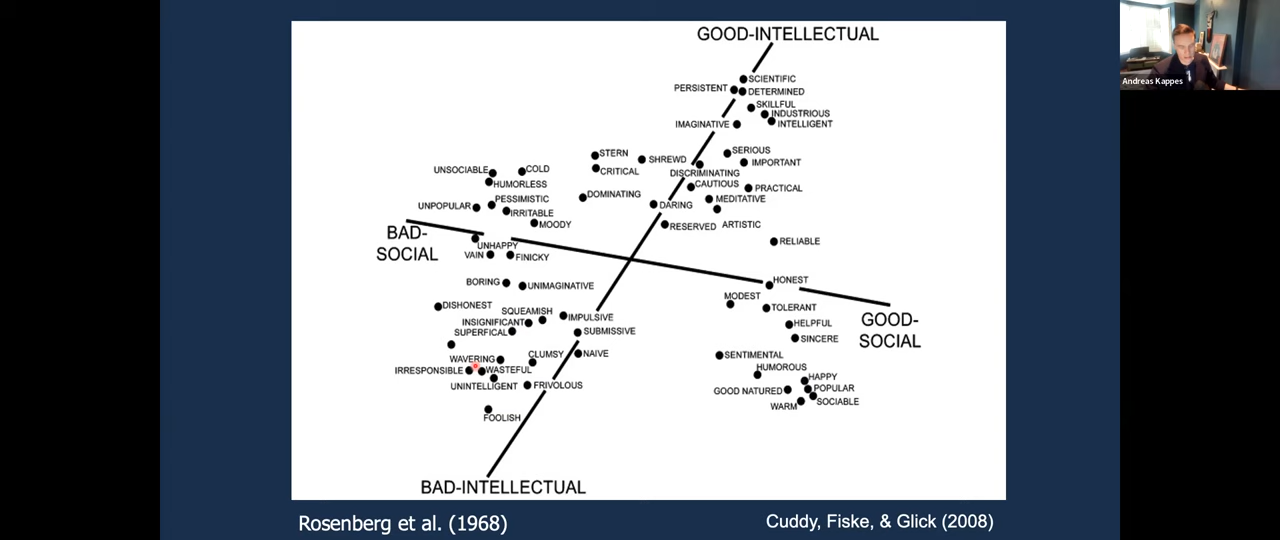 GOOD-INTELLECTUAL
SCIENTIFIC
PERSISTENT
DETERMINED
SKILLFUL
INDUSTRIOUS
IMAGINATIVE
INTELLIGENT
STERN
SHREWD
SERIOUS
IMPORTANT
UNSOCIABLE
COLD
CRITICAL
DISCRIMINATING
HUMORLESS
CAUTIOUS
PRACTICAL
DOMINATING
PESSIMISTIC
MEDITATIVE
UNPOPULAR
IRRITABLE
DARING
MOODY
RESERVED
ARTISTIC
BAD-
SOCIAL
UNHAPPY
RELIABLE
VAIN
FINICKY
BORING
UNIMAGINATIVE
HONEST
MODEST
DISHONEST
SQUEAMISH
TOLERANT
IMPULSIVE
INSIGNIFICANT
HELPFUL
GOOD-
SOCIAL
SUPERFICAL
SUBMISSIVE
SINCERE
WAVERING
CLUMSY
NAIVE
SENTIMENTAL
IRRESPONSIBLE
WASTEFUL
HUMOROUS
HAPPY
UNINTELLIGENT
FRIVOLOUS
GOOD NATURED
POPULAR
WARM
SOCIABLE
FOOLISH
BAD-INTELLECTUAL
Rosenberg et al. (1968)
Cuddy, Fiske, & Glick (2008)
Andreas Kappes